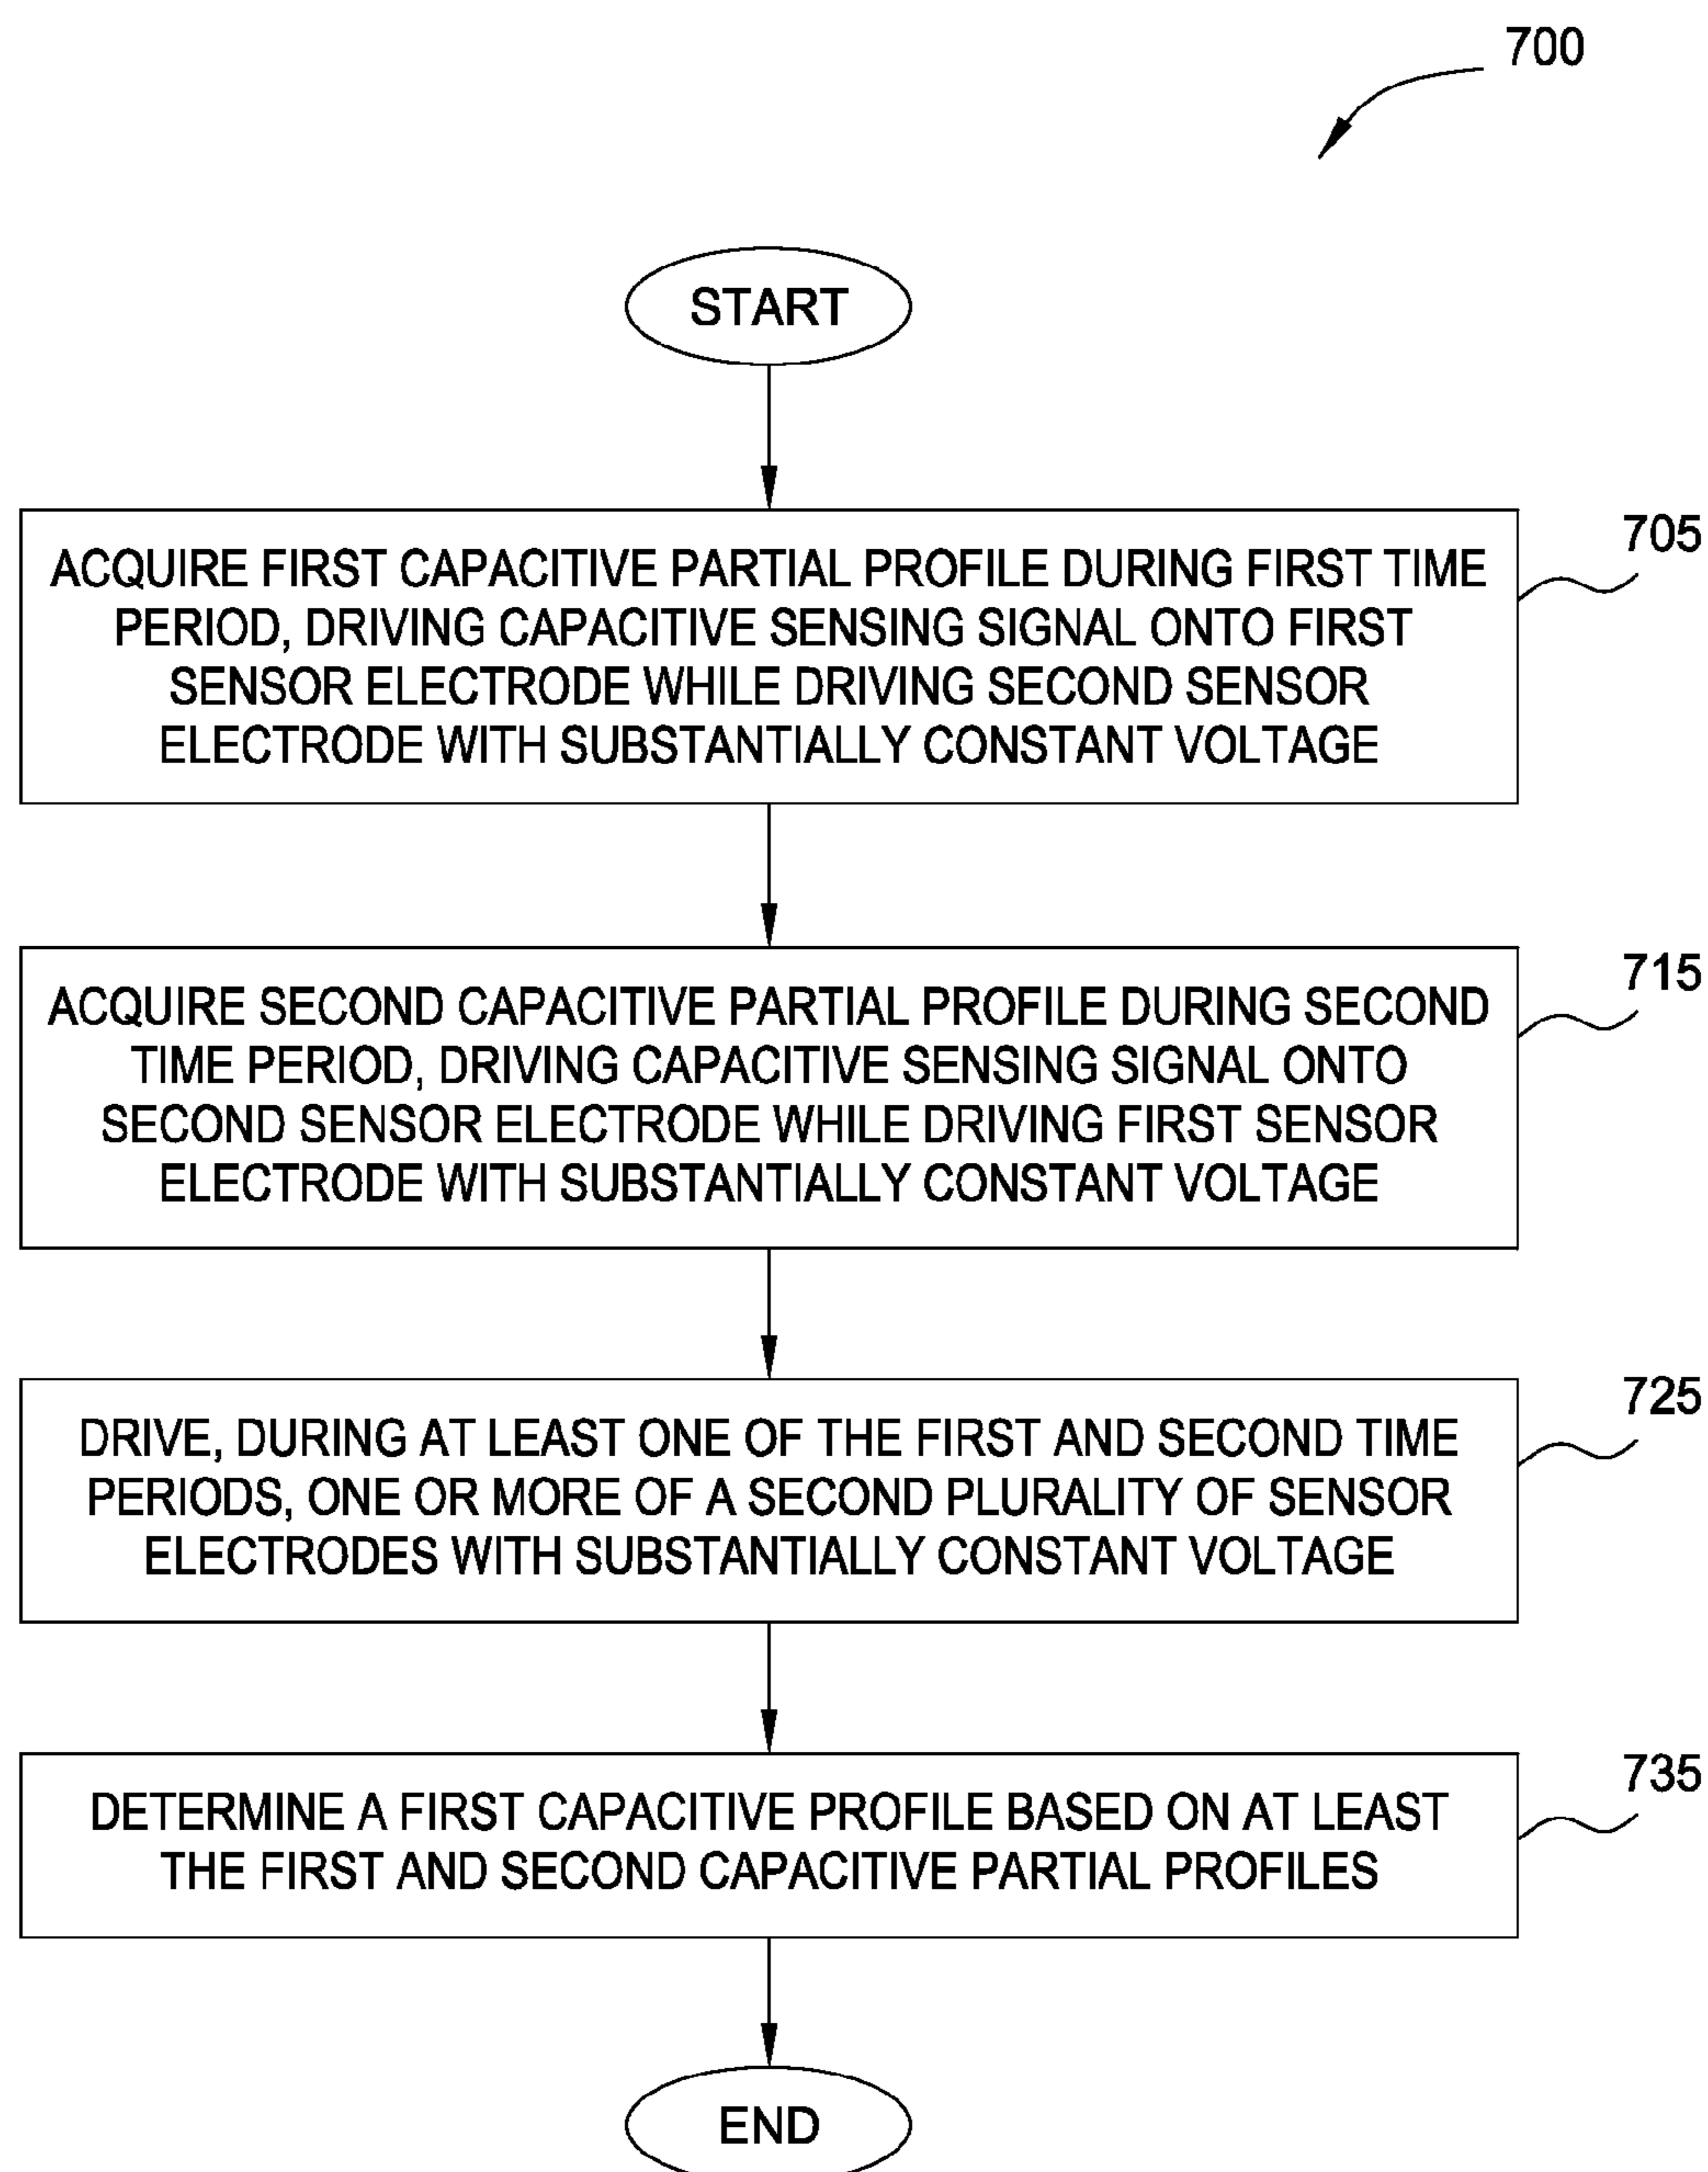 700
START
705
ACQUIRE FIRST CAPACITIVE PARTIAL PROFILE DURING FIRST TIME
PERIOD, DRIVING CAPACITIVE SENSING SIGNAL ONTO FIRST
SENSOR ELECTRODE WHILE DRIVING SECOND SENSOR
ELECTRODE WITH SUBSTANTIALLY CONSTANT VOLTAGE
715
ACQUIRE SECOND CAPACITIVE PARTIAL PROFILE DURING SECOND
TIME PERIOD, DRIVING CAPACITIVE SENSING SIGNAL ONTO
SECOND SENSOR ELECTRODE WHILE DRIVING FIRST SENSOR
ELECTRODE WITH SUBSTANTIALLY CONSTANT VOLTAGE
725
DRIVE, DURING AT LEAST ONE OF THE FIRST AND SECOND TIME
PERIODS, ONE OR MORE OF A SECOND PLURALITY OF SENSOR
ELECTRODES WITH SUBSTANTIALLY CONSTANT VOLTAGE
735
DETERMINE A FIRST CAPACITIVE PROFILE BASED ON AT LEAST
THE FIRST AND SECOND CAPACITIVE PARTIAL PROFILES
END